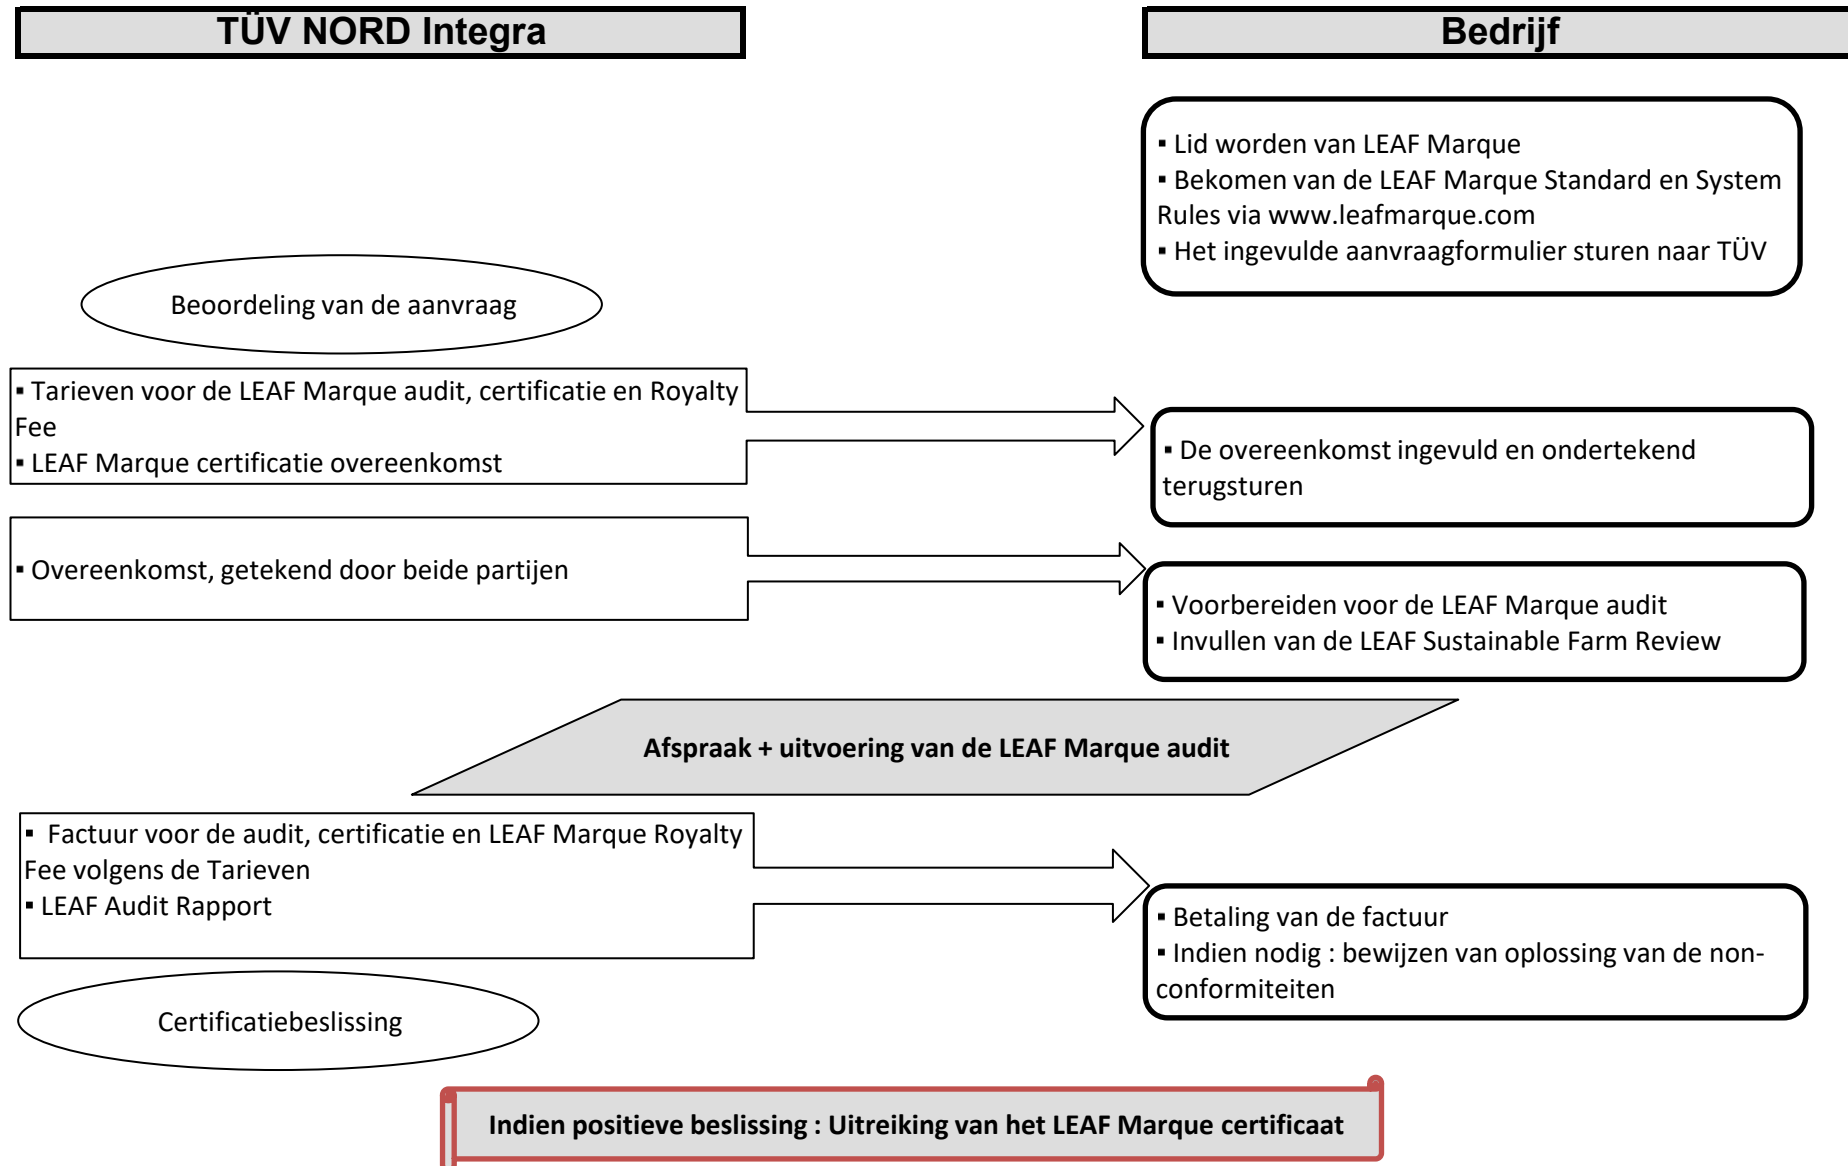 TÜV NORD Integra
Bedrijf
▪ Lid worden van LEAF Marque
▪ Bekomen van de LEAF Marque Standard en System
Rules via www.leafmarque.com
▪ Het ingevulde aanvraagformulier sturen naar TÜV
Beoordeling van de aanvraag
▪ Tarieven voor de LEAF Marque audit, certificatie en Royalty
Fee
▪ LEAF Marque certificatie overeenkomst
▪ De overeenkomst ingevuld en ondertekend
terugsturen
▪ Overeenkomst, getekend door beide partijen
▪ Voorbereiden voor de LEAF Marque audit
▪ Invullen van de LEAF Sustainable Farm Review
Afspraak + uitvoering van de LEAF Marque audit
▪ Factuur voor de audit, certificatie en LEAF Marque Royalty
Fee volgens de Tarieven
▪ LEAF Audit Rapport
▪ Betaling van de factuur
▪ Indien nodig : bewijzen van oplossing van de non-
conformiteiten
Certificatiebeslissing
Indien positieve beslissing : Uitreiking van het LEAF Marque certificaat